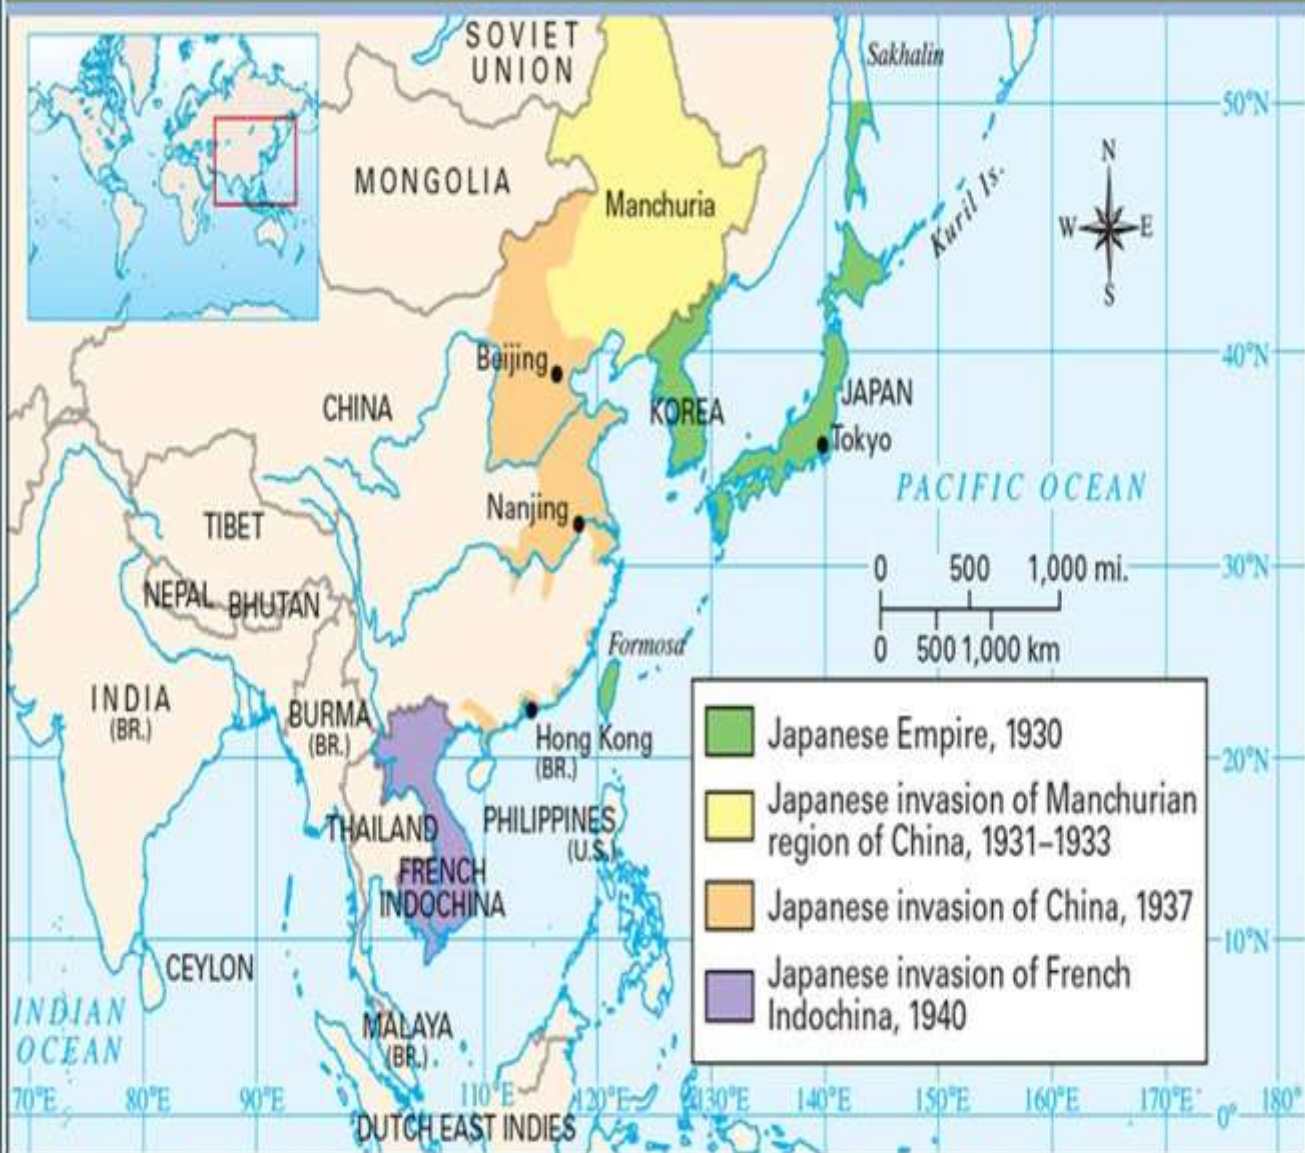 SOVIET
UNION
Sakhalin
50°N
MONGOLIA
Manchuria
Kuril Is.
N
W
E
S
40°N
Beijing
CHINA
KOREA
JAPAN
Tokyo
PACIFIC OCEAN
Nanjing
TIBET
30°N
NEPAL
BHUTAN
0 500 1,000 mi.
0 500 1,000 km
Formosa
INDIA
(BR.)
BURMA
(BR.)
Hong Kong
(BR.)
20°N
THAILAND
PHILIPPINES
(U.S.)
FRENCH
INDOCHINA
10°N
CEYLON
INDIAN
OCEAN
MALAYA
(BR.)
DUTCH EAST INDIES
70°E 80°E 90°E 110°E 120°E 130°E 140°E 150°E 160°E 170°E 180°
0°
Japanese Empire, 1930
Japanese invasion of Manchurian
region of China, 1931–1933
Japanese invasion of China, 1937
Japanese invasion of French
Indochina, 1940